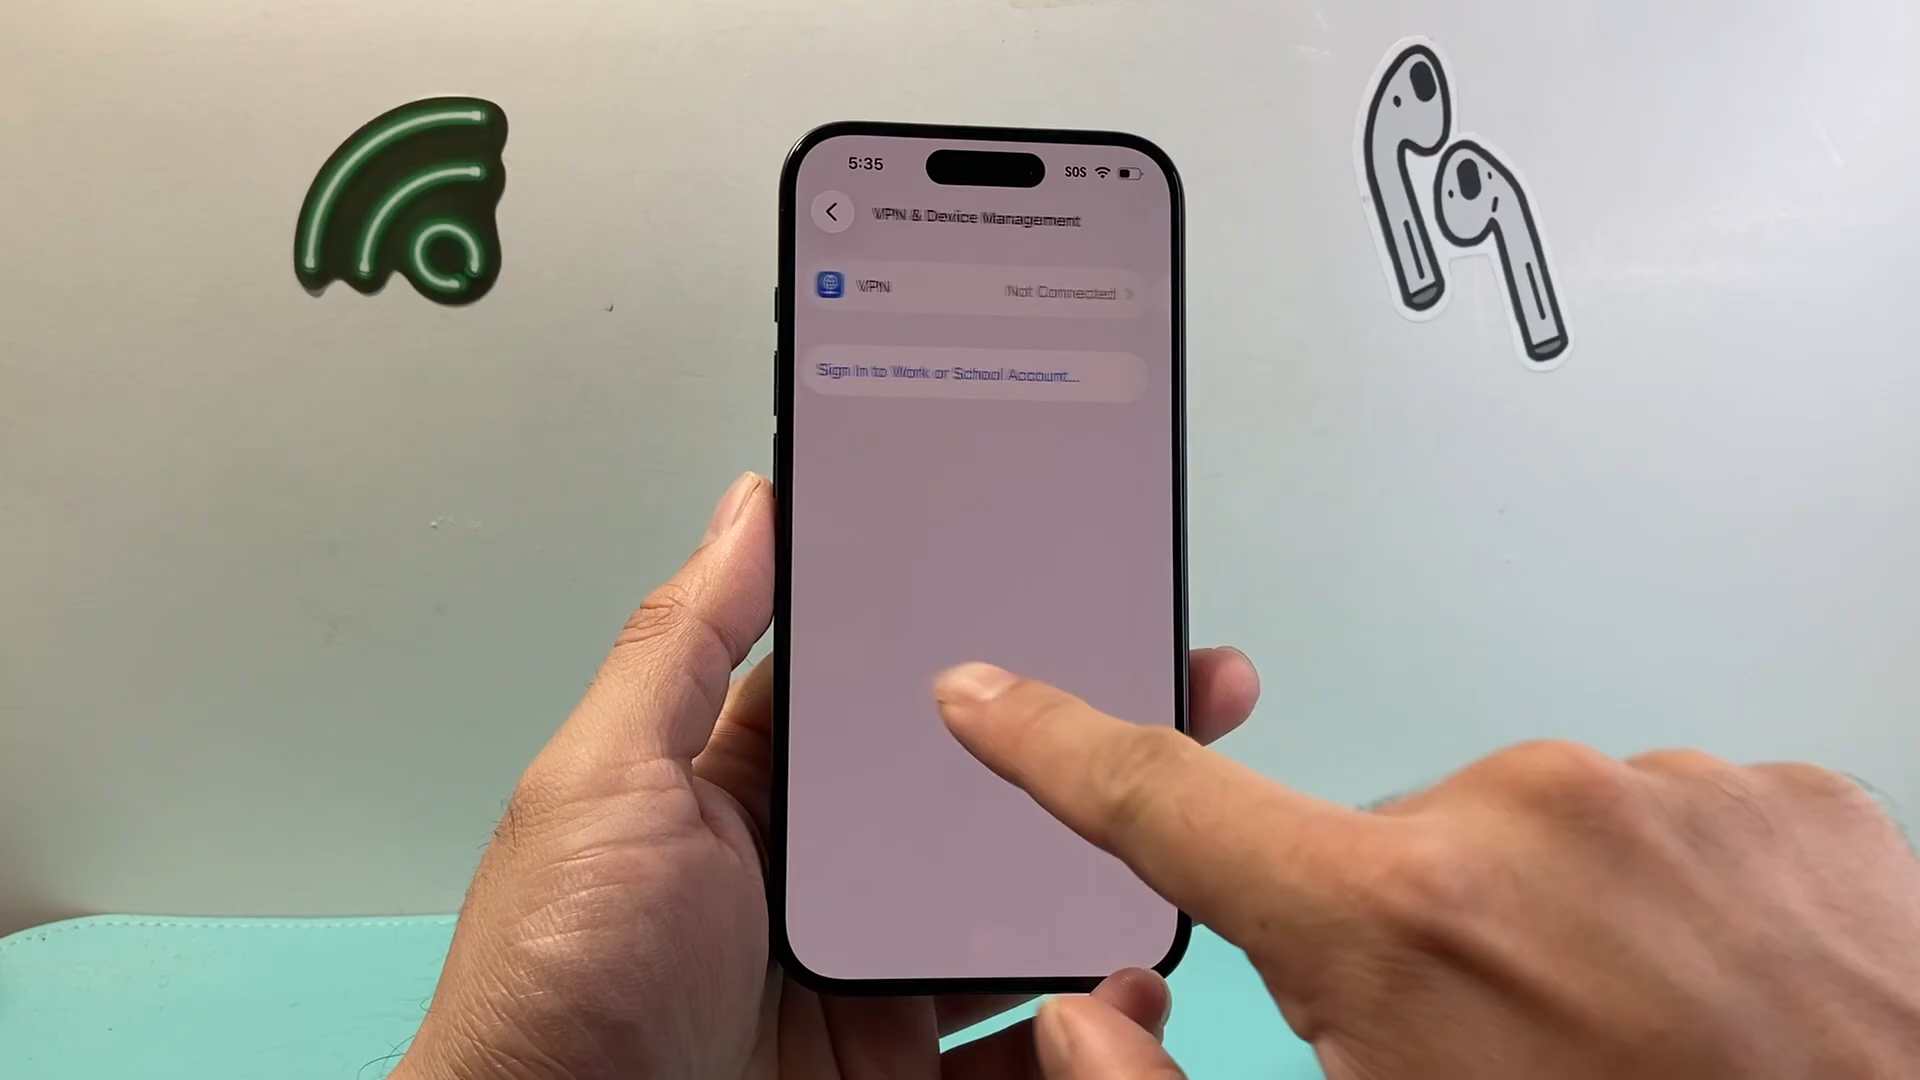 5:35
SOS
VPN & Device Management
VPN
Not Connected
Sign In to Work or School Account...